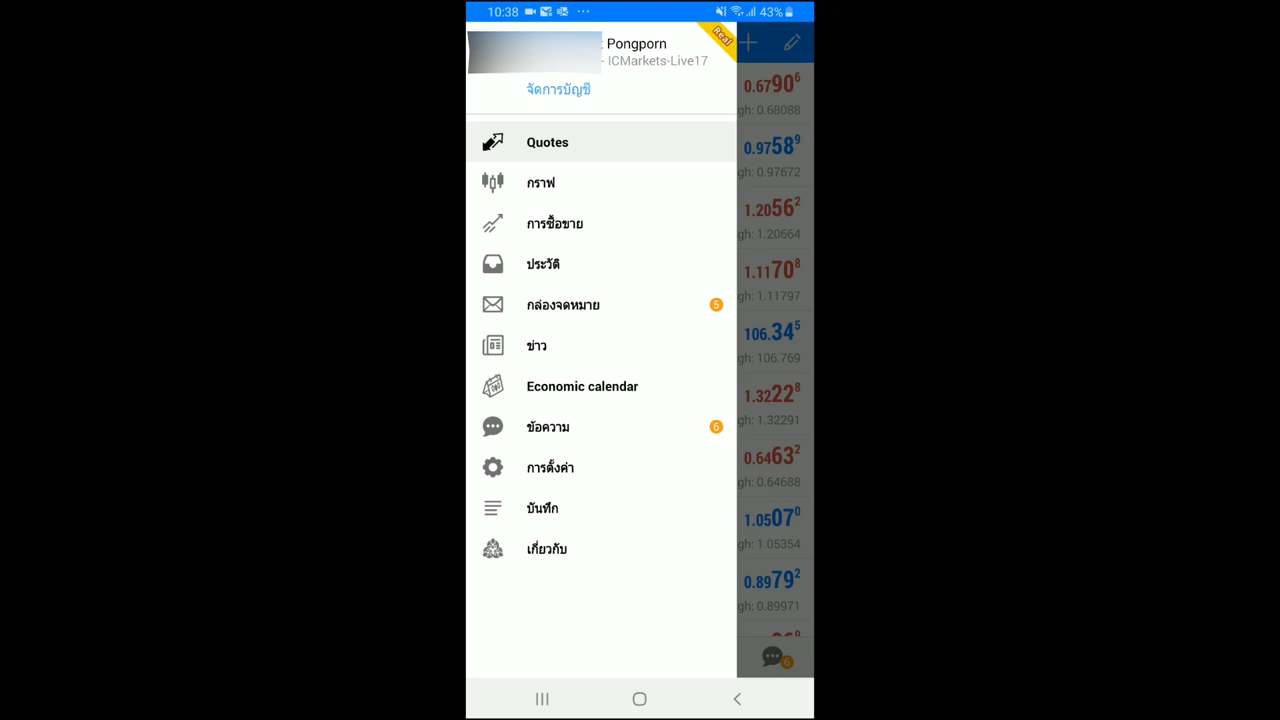 10:38
43%
: Pongporn
- ICMarkets-Live17
Real
จัดการบัญชี
Quotes
กราฟ
การซื้อขาย
ประวัติ
กล่องจดหมาย 5
ข่าว
Economic calendar
ข้อความ 6
การตั้งค่า
บันทึก
เกี่ยวกับ
0.67906
gh: 0.68088
0.97589
gh: 0.97672
1.20562
gh: 1.20664
1.11708
gh: 1.11797
106.345
gh: 106.769
1.32228
gh: 1.32291
0.64632
gh: 0.64688
1.05070
gh: 1.05354
0.89792
gh: 0.89971
6